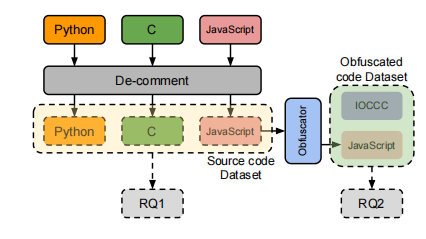 Python
C
JavaScript
De-comment
Python
C
JavaScript
Source code
Dataset
Obfuscator
Obfuscated
code Dataset
IOCCC
JavaScript
RQ1
RQ2